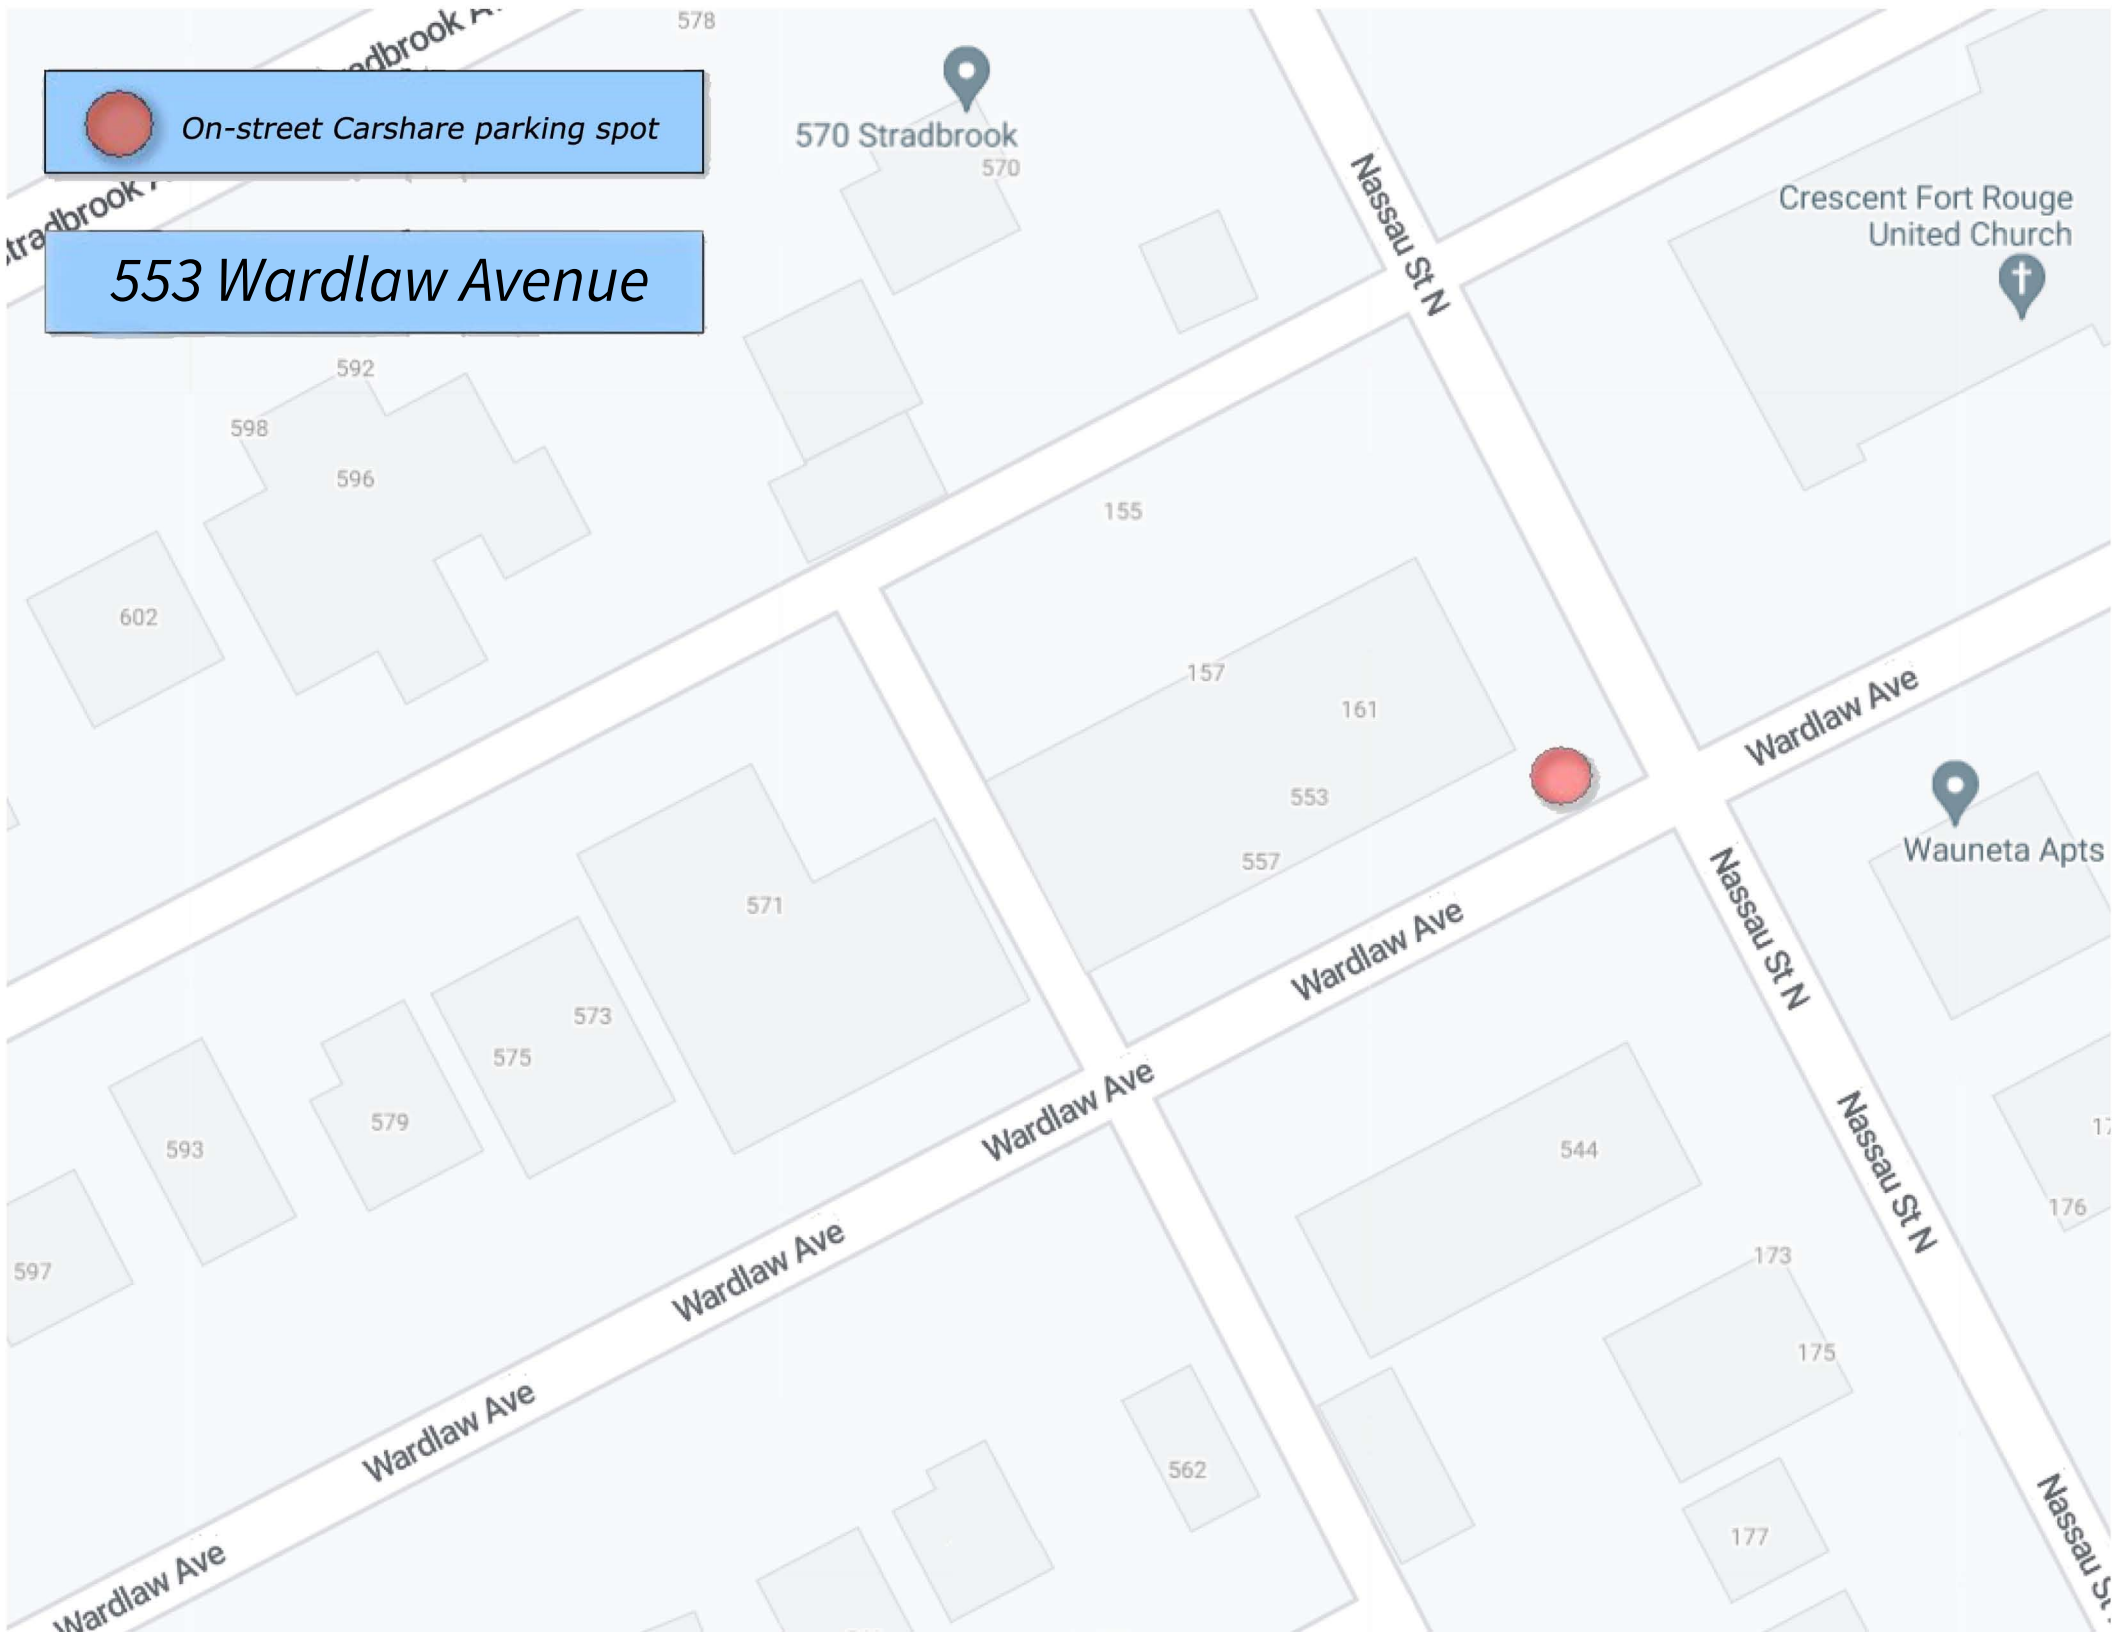 578
On-street Carshare parking spot
570 Stradbrook
570
Nassau St N
Crescent Fort Rouge
United Church
553 Wardlaw Avenue
592
598
596
602
155
157
161
553
557
Wardlaw Ave
Wauneta Apts
571
Wardlaw Ave
Nassau St N
573
575
579
593
597
Wardlaw Ave
544
Nassau St N
176
173
175
Wardlaw Ave
Wardlaw Ave
562
177
Nassau St
Wardlaw Ave